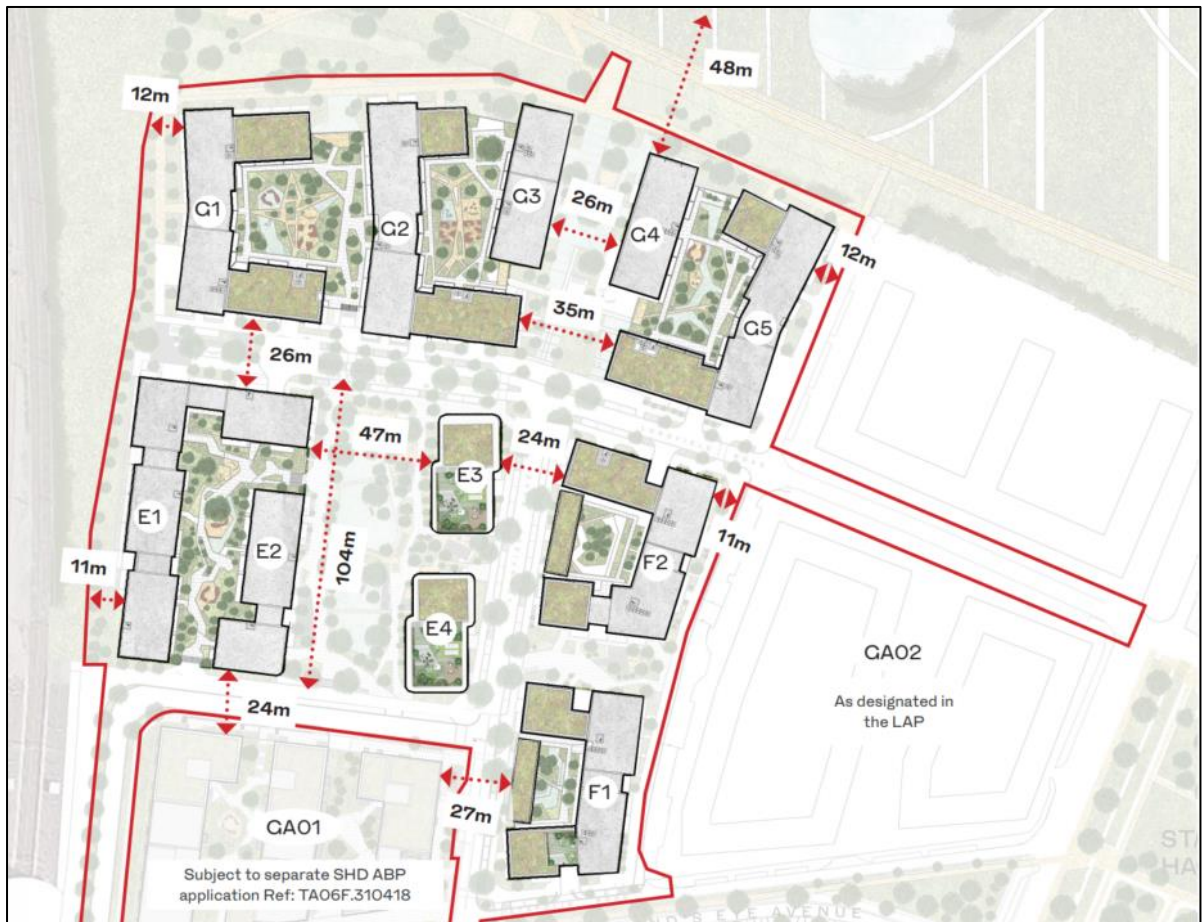 48m
12m
G1
G2
G3
26m
G4
12m
35m
G5
26m
47m
24m
E3
E1
E2
104m
11m
F2
11m
E4
GA02
As designated in
the LAP
24m
27m
F1
GA01
Subject to separate SHD ABP
application Ref: TA06F.310418
EYE AVENUE